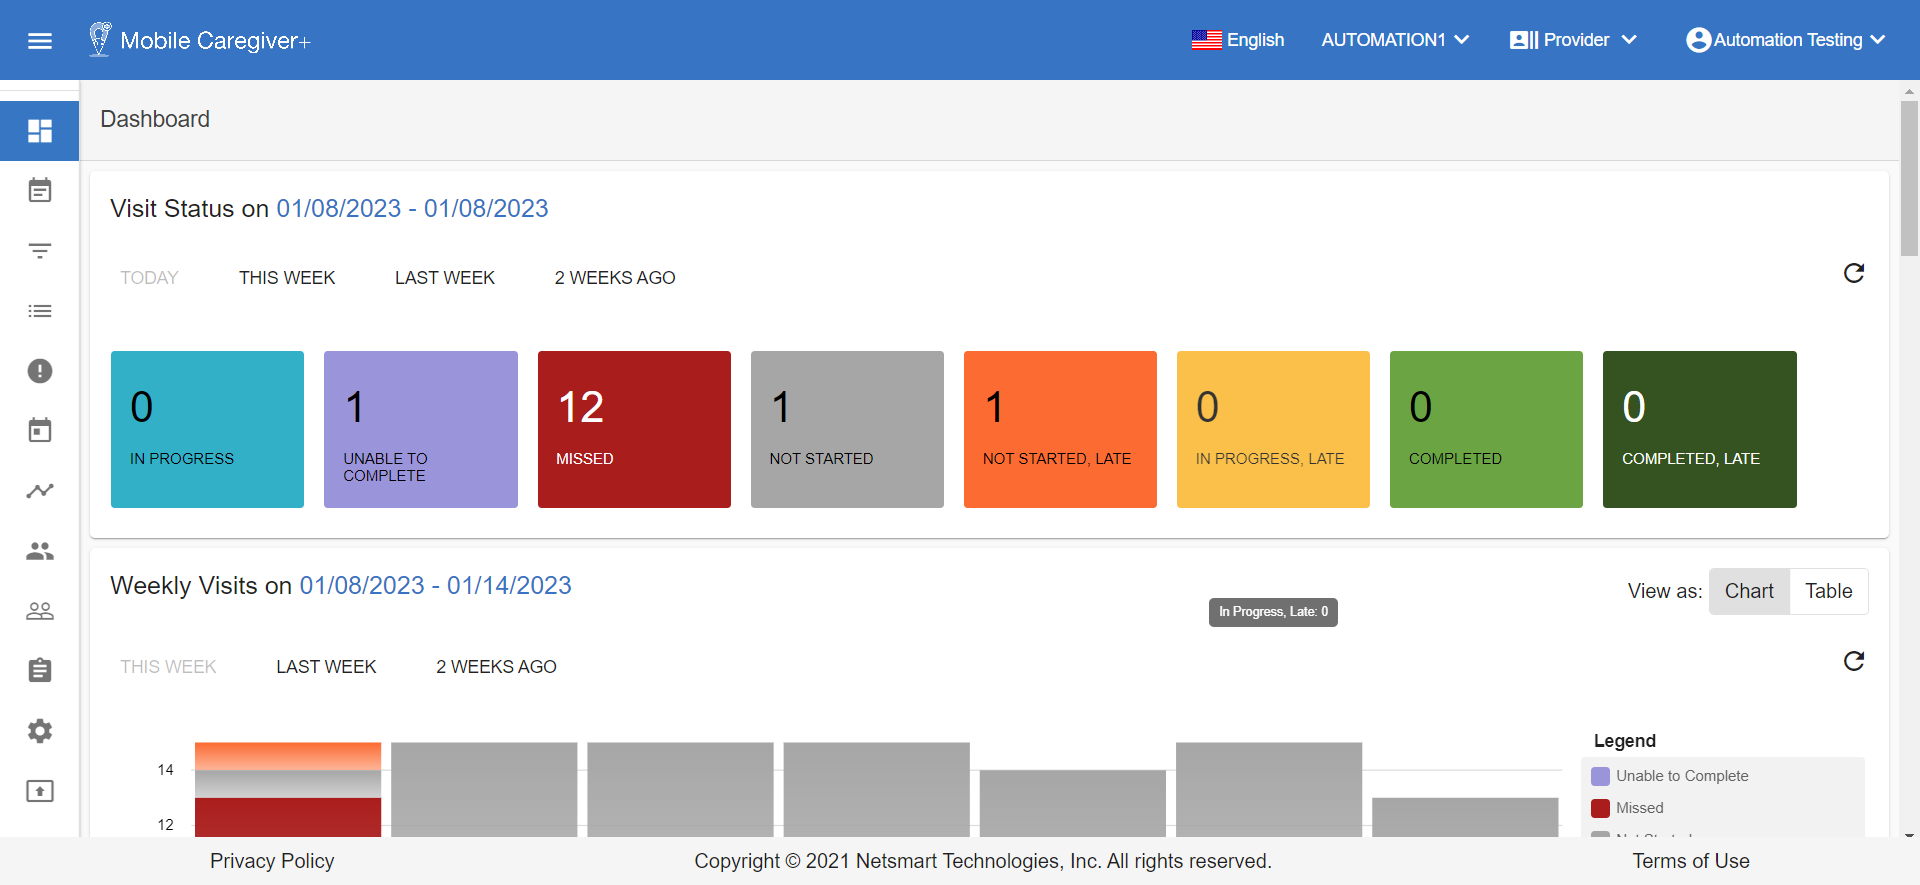 Mobile Caregiver+
English
AUTOMATION1
Provider
Automation Testing
Dashboard
Visit Status on 01/08/2023 - 01/08/2023
TODAY
THIS WEEK
LAST WEEK
2 WEEKS AGO
0
IN PROGRESS
1
UNABLE TO
COMPLETE
12
MISSED
1
NOT STARTED
1
NOT STARTED, LATE
0
IN PROGRESS, LATE
0
COMPLETED
0
COMPLETED, LATE
Weekly Visits on 01/08/2023 - 01/14/2023
In Progress, Late: 0
View as:
Chart
Table
THIS WEEK
LAST WEEK
2 WEEKS AGO
14
12
Legend
Unable to Complete
Missed
Privacy Policy
Copyright © 2021 Netsmart Technologies, Inc. All rights reserved.
Terms of Use